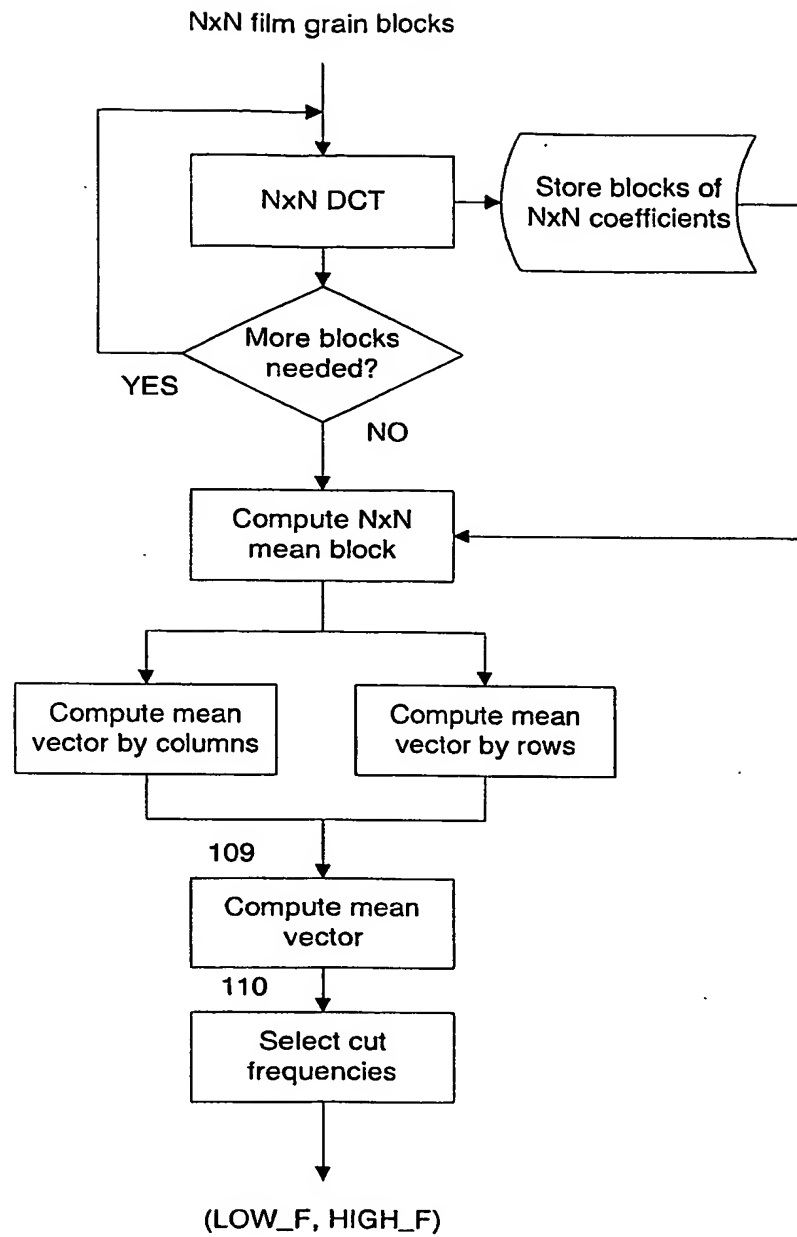 NxN film grain blocks
NxN DCT
Store blocks of
NxN coefficients
More blocks
needed?
YES
NO
Compute NxN
mean block
Compute mean
vector by columns
Compute mean
vector by rows
109
Compute mean
vector
110
Select cut
frequencies
(LOW_F, HIGH_F)